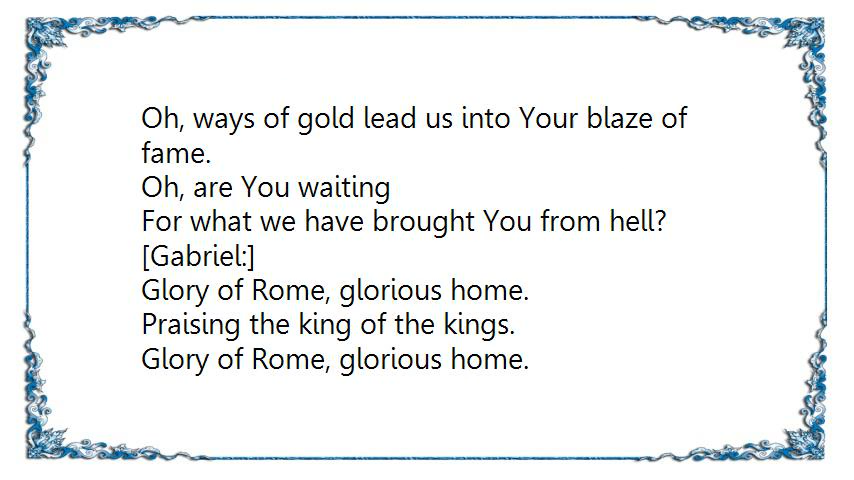 Oh, ways of gold lead us into Your blaze of
fame.
Oh, are You waiting
For what we have brought You from hell?
[Gabriel:]
Glory of Rome, glorious home.
Praising the king of the kings.
Glory of Rome, glorious home.